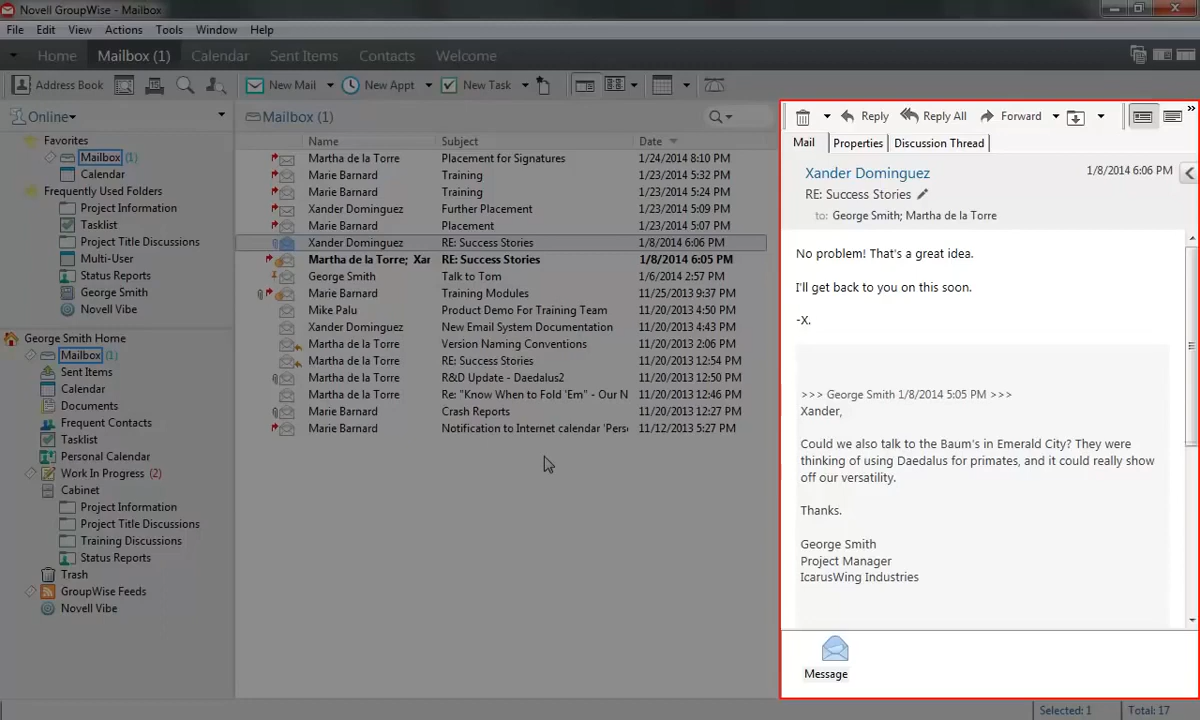 Novell GroupWise - Mailbox
File Edit View Actions Tools Window Help
Home Mailbox (1) Calendar Sent Items Contacts Welcome
Address Book New Mail New Appt New Task
Online
Favorites
Mailbox (1)
Calendar
Frequently Used Folders
Project Information
Tasklist
Project Title Discussions
Multi-User
Status Reports
George Smith
Novell Vibe
George Smith Home
Mailbox (1)
Sent Items
Calendar
Documents
Frequent Contacts
Tasklist
Personal Calendar
Work In Progress (2)
Cabinet
Project Information
Project Title Discussions
Training Discussions
Status Reports
Trash
GroupWise Feeds
Novell Vibe
Mailbox (1)
Name Subject Date
Martha de la Torre Placement for Signatures 1/24/2014 8:10 PM
Marie Barnard Training 1/23/2014 5:32 PM
Marie Barnard Training 1/23/2014 5:24 PM
Xander Dominguez Further Placement 1/23/2014 5:09 PM
Marie Barnard Placement 1/23/2014 5:07 PM
Xander Dominguez RE: Success Stories 1/8/2014 6:06 PM
Martha de la Torre; Xar RE: Success Stories 1/8/2014 6:05 PM
George Smith Talk to Tom 1/6/2014 2:57 PM
Marie Barnard Training Modules 11/25/2013 9:37 PM
Mike Palu Product Demo For Training Team 11/20/2013 4:50 PM
Xander Dominguez New Email System Documentation 11/20/2013 4:43 PM
Martha de la Torre Version Naming Conventions 11/20/2013 2:06 PM
Martha de la Torre RE: Success Stories 11/20/2013 12:54 PM
Martha de la Torre R&D Update - Daedalus2 11/20/2013 12:50 PM
Martha de la Torre Re: "Know When to Fold 'Em" - Our N 11/20/2013 12:40 PM
Marie Barnard Crash Reports 11/20/2013 12:27 PM
Marie Barnard Notification to Internet calendar 'Perso 11/12/2013 5:27 PM
Reply Reply All Forward »
Mail Properties Discussion Thread
Xander Dominguez 1/8/2014 6:06 PM
RE: Success Stories
to: George Smith; Martha de la Torre
No problem! That's a great idea.
I'll get back to you on this soon.
-X.
>>> George Smith 1/8/2014 5:05 PM >>>
Xander,
Could we also talk to the Baum's in Emerald City? They were
thinking of using Daedalus for primates, and it could really show
off our versatility.
Thanks.
George Smith
Project Manager
IcarusWing Industries
Message
Selected: 1 Total: 17